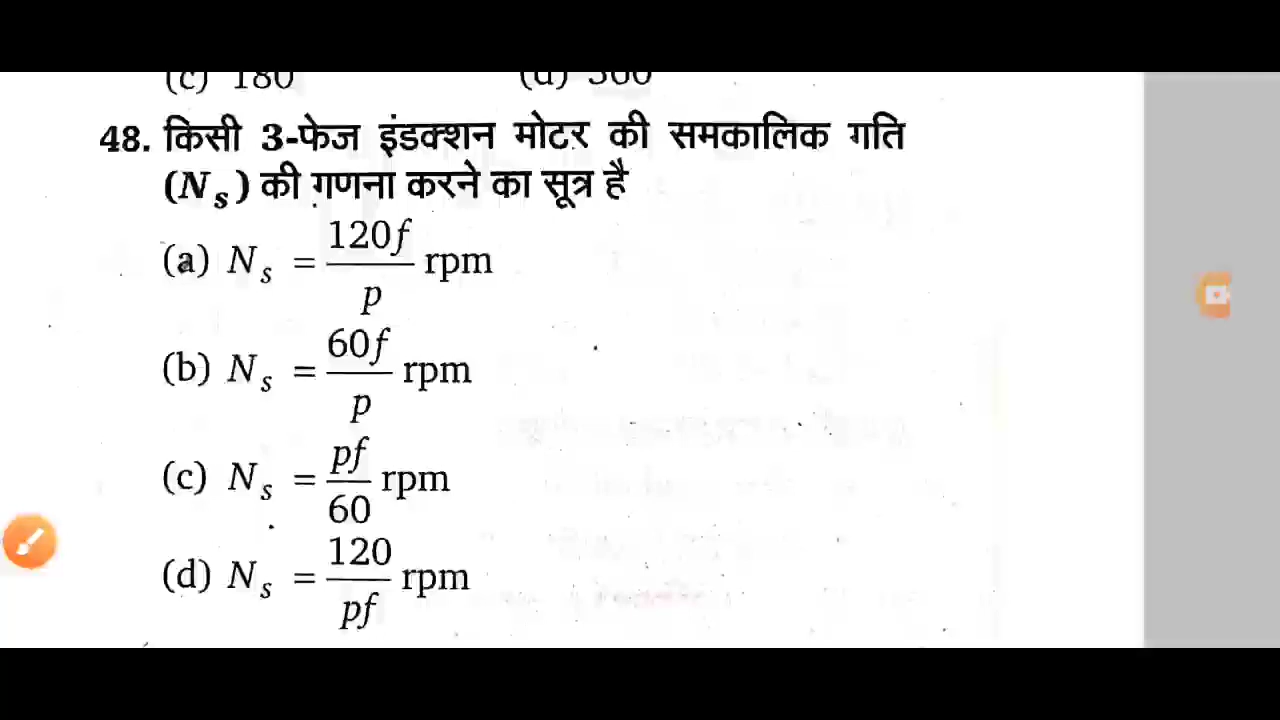 (c) 180 (d) 360
48. किसी 3-फेज इंडक्शन मोटर की समकालिक गति
(Nₛ) की गणना करने का सूत्र है
(a) Nₛ = 120f/p rpm
(b) Nₛ = 60f/p rpm
(c) Nₛ = pf/60 rpm
(d) Nₛ = 120/pf rpm